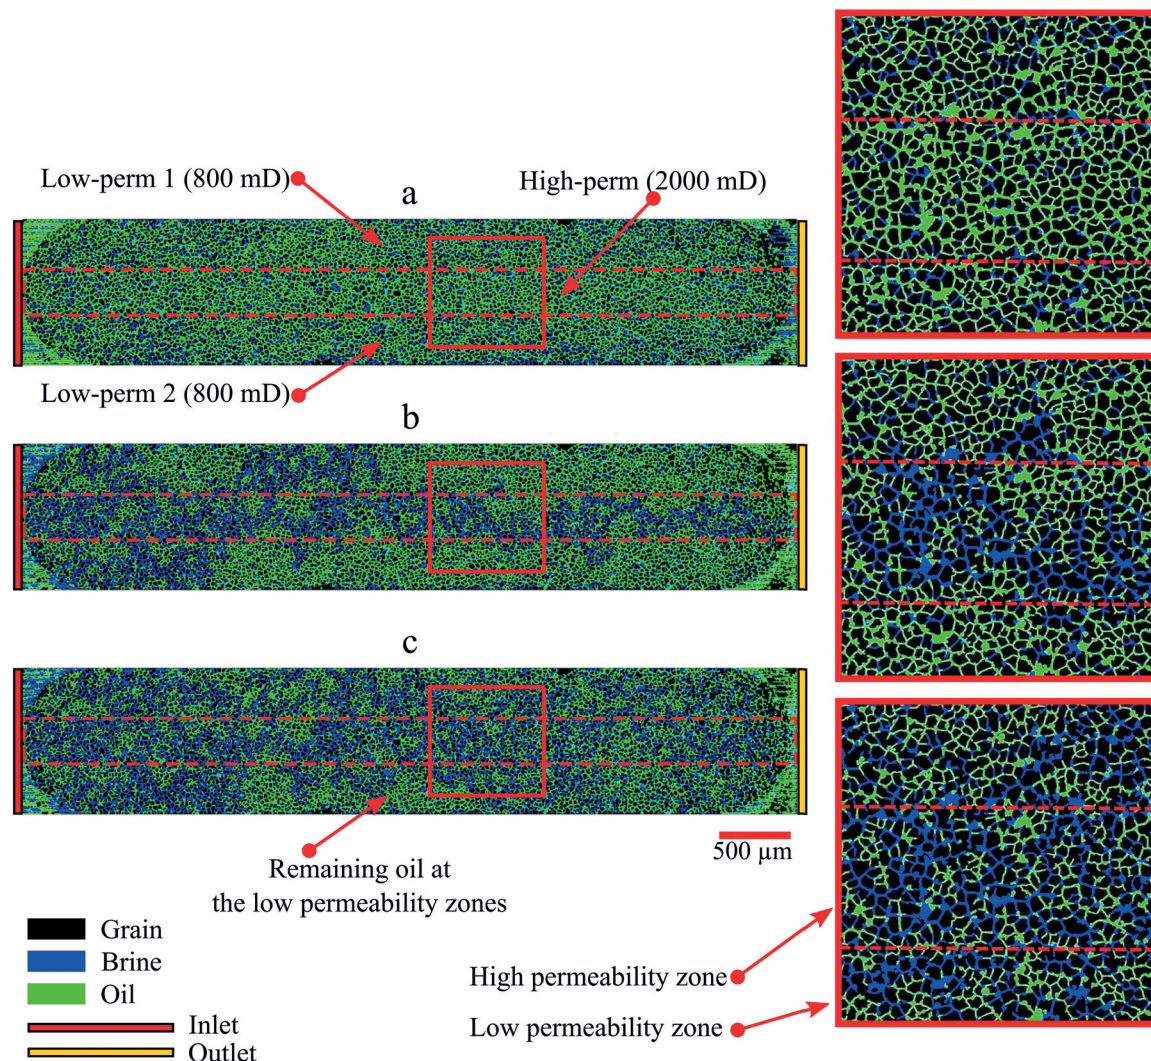 Low-perm 1 (800 mD)
a
High-perm (2000 mD)
Low-perm 2 (800 mD)
b
c
500 µm
Remaining oil at
the low permeability zones
Grain
Brine
Oil
Inlet
Outlet
High permeability zone
Low permeability zone